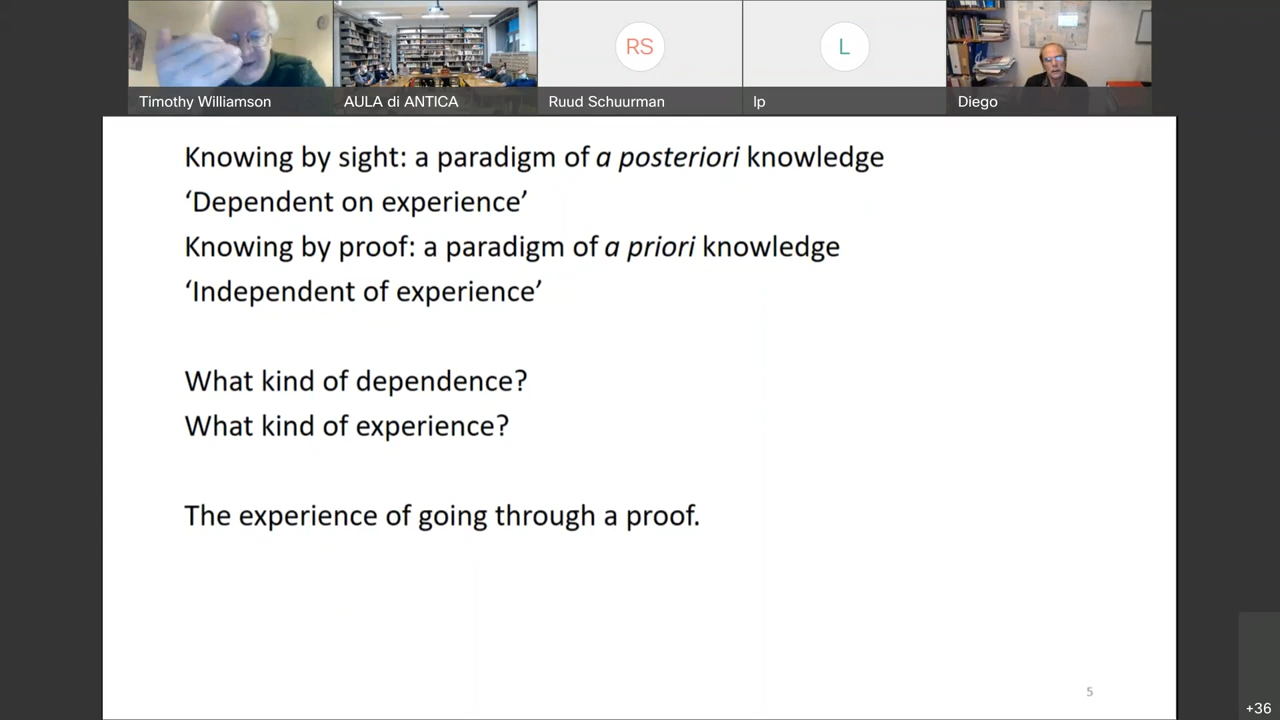 Timothy Williamson
AULA di ANTICA
RS
Ruud Schuurman
L
lp
Diego
Knowing by sight: a paradigm of a posteriori knowledge
‘Dependent on experience’
Knowing by proof: a paradigm of a priori knowledge
‘Independent of experience’
What kind of dependence?
What kind of experience?
The experience of going through a proof.
5
+36